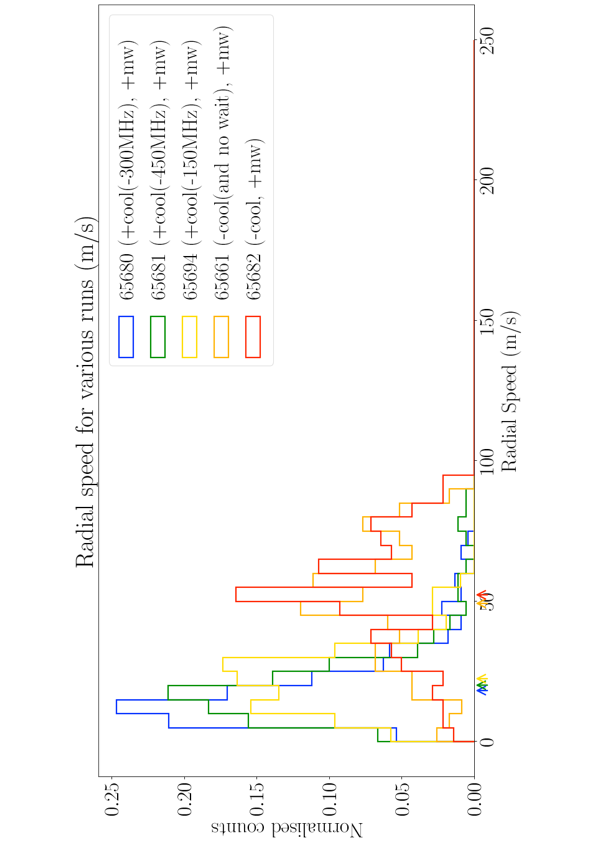 Radial speed for various runs (m/s)
65680 (+cool(-300MHz), +mw)
65681 (+cool(-450MHz), +mw)
65694 (+cool(-150MHz), +mw)
65661 (-cool(and no wait), +mw)
65682 (-cool, +mw)
Normalised counts
0.25
0.20
0.15
0.10
0.05
0.00
0 50 100 150 200 250
Radial Speed (m/s)